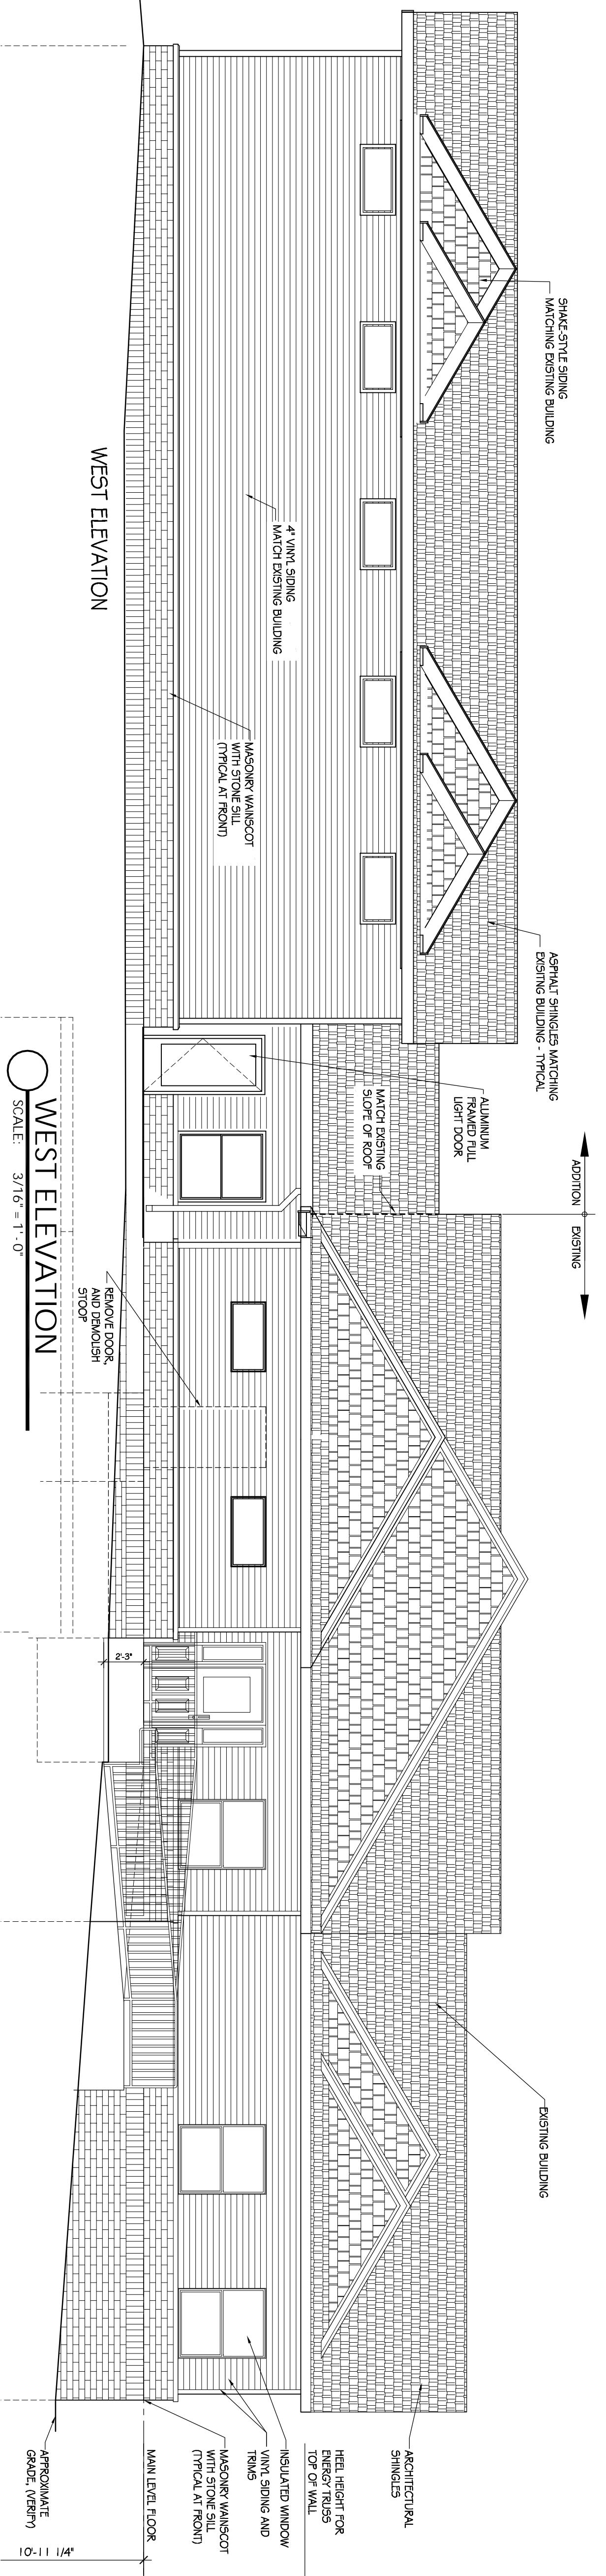 SHAKE-STYLE SIDING
MATCHING EXISTING BUILDING
WEST ELEVATION
4" VINYL SIDING
MATCH EXISTING BUILDING
MASONRY WAINSCOT
WITH STONE SILL
(TYPICAL AT FRONT)
ASPHALT SHINGLES MATCHING
EXISITNG BUILDING - TYPICAL
ALUMINUM
FRAMED FULL
LIGHT DOOR
MATCH EXISTING
SLOPE OF ROOF
ADDITION
EXISTING
WEST ELEVATION
SCALE: 3/16" = 1'-0"
REMOVE DOOR,
AND DEMOLISH
STOOP
2'-3"
EXISTING BUILDING
ARCHITECTURAL
SHINGLES
HEEL HEIGHT FOR
ENERGY TRUSS
TOP OF WALL
INSULATED WINDOW
VINYL SIDING AND
TRIMS
MASONRY WAINSCOT
WITH STONE SILL
(TYPICAL AT FRONT)
MAIN LEVEL FLOOR
APPROXIMATE
GRADE, (VERIFY)
10'-11 1/4"